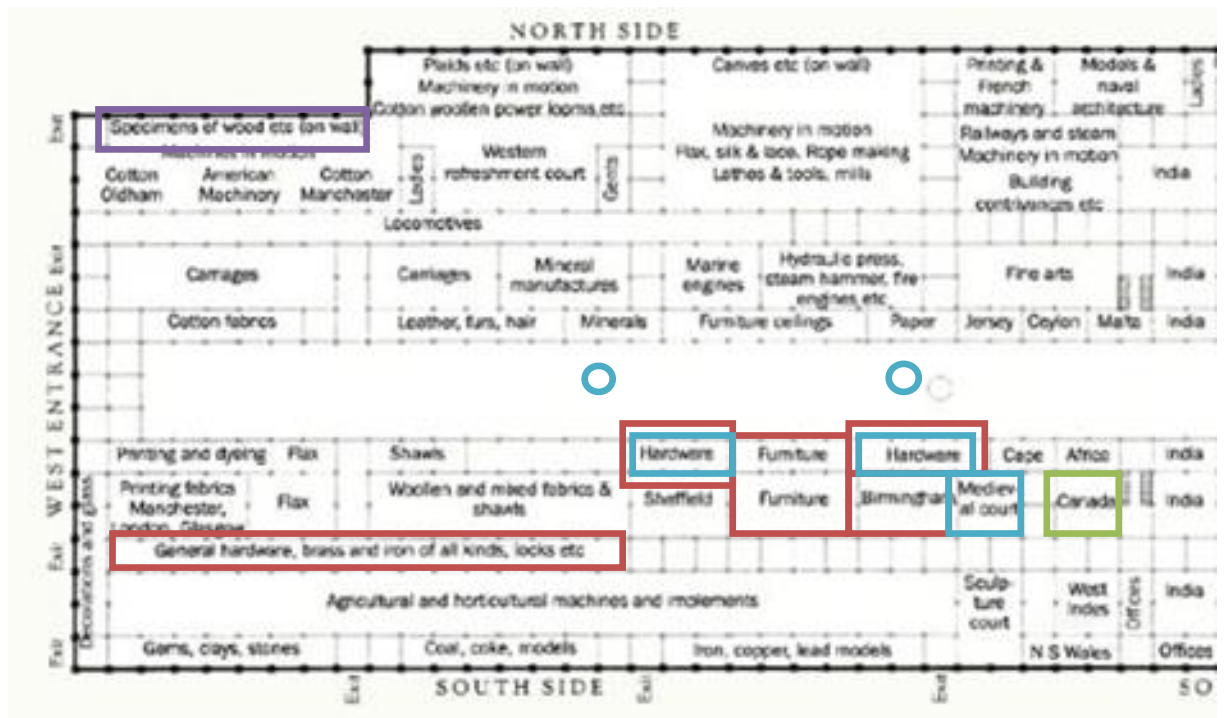 NORTH SIDE
Plaids etc (on wall)
Machinery in motion
Cotton woollen power looms, etc
Canves etc (on wall)
Printing &
French
machinery
Models &
naval
architecture
Ladies
Exit
Specimens of wood etc (on wall)
Machines in motion
Cotton
Oldham
American
Machinery
Cotton
Manchester
Ladies
Western
refreshment court
Gents
Machinery in motion
Flax, silk & lace, Rope making
Lathes & tools, mills
Railways and steam
Machinery in motion
Building
contrivances etc
India
Locomotives
Exit
Carriages
Carriages
Mineral
manufactures
Marine
engines
Hydraulic press,
steam hammer, fire
engines, etc
Fine arts
India
Cotton fabrics
Leather, furs, hair
Minerals
Furniture ceilings
Paper
Jersey
Ceylon
Malta
India
WEST ENTRANCE
Printing and dyeing
Flax
Shawls
Hardware
Furniture
Hardware
Cape
Africa
India
Printing fabrics
Manchester,
London, Glasgow
Flax
Woollen and mixed fabrics &
shawls
Sheffield
Furniture
Birmingham
Mediev-
al court
Canada
India
Exit
Decorations and glass
General hardware, brass and iron of all kinds, locks etc
Agricultural and horticultural machines and implements
Sculp-
ture
court
West
Indes
Offices
India
Exit
Gems, clays, stones
Coal, coke, models
Iron, copper, lead models
N S Wales
Offices
Exit
SOUTH SIDE
Exit
Exit
SO